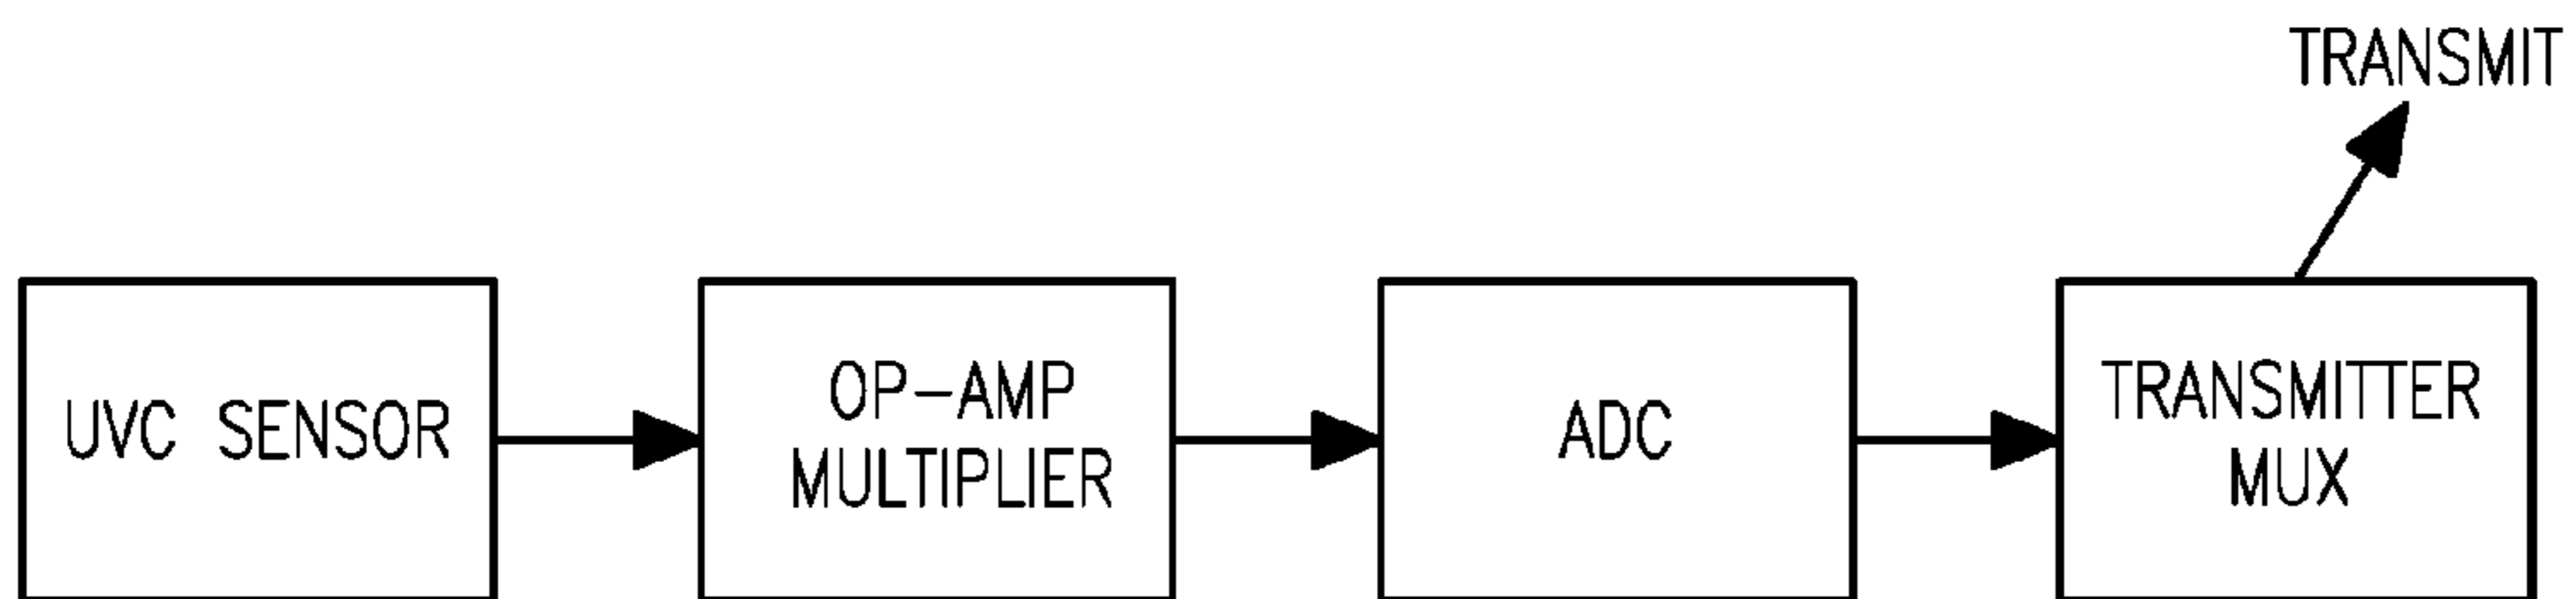 TRANSMIT
UVC SENSOR
OP-AMP
MULTIPLIER
ADC
TRANSMITTER
MUX